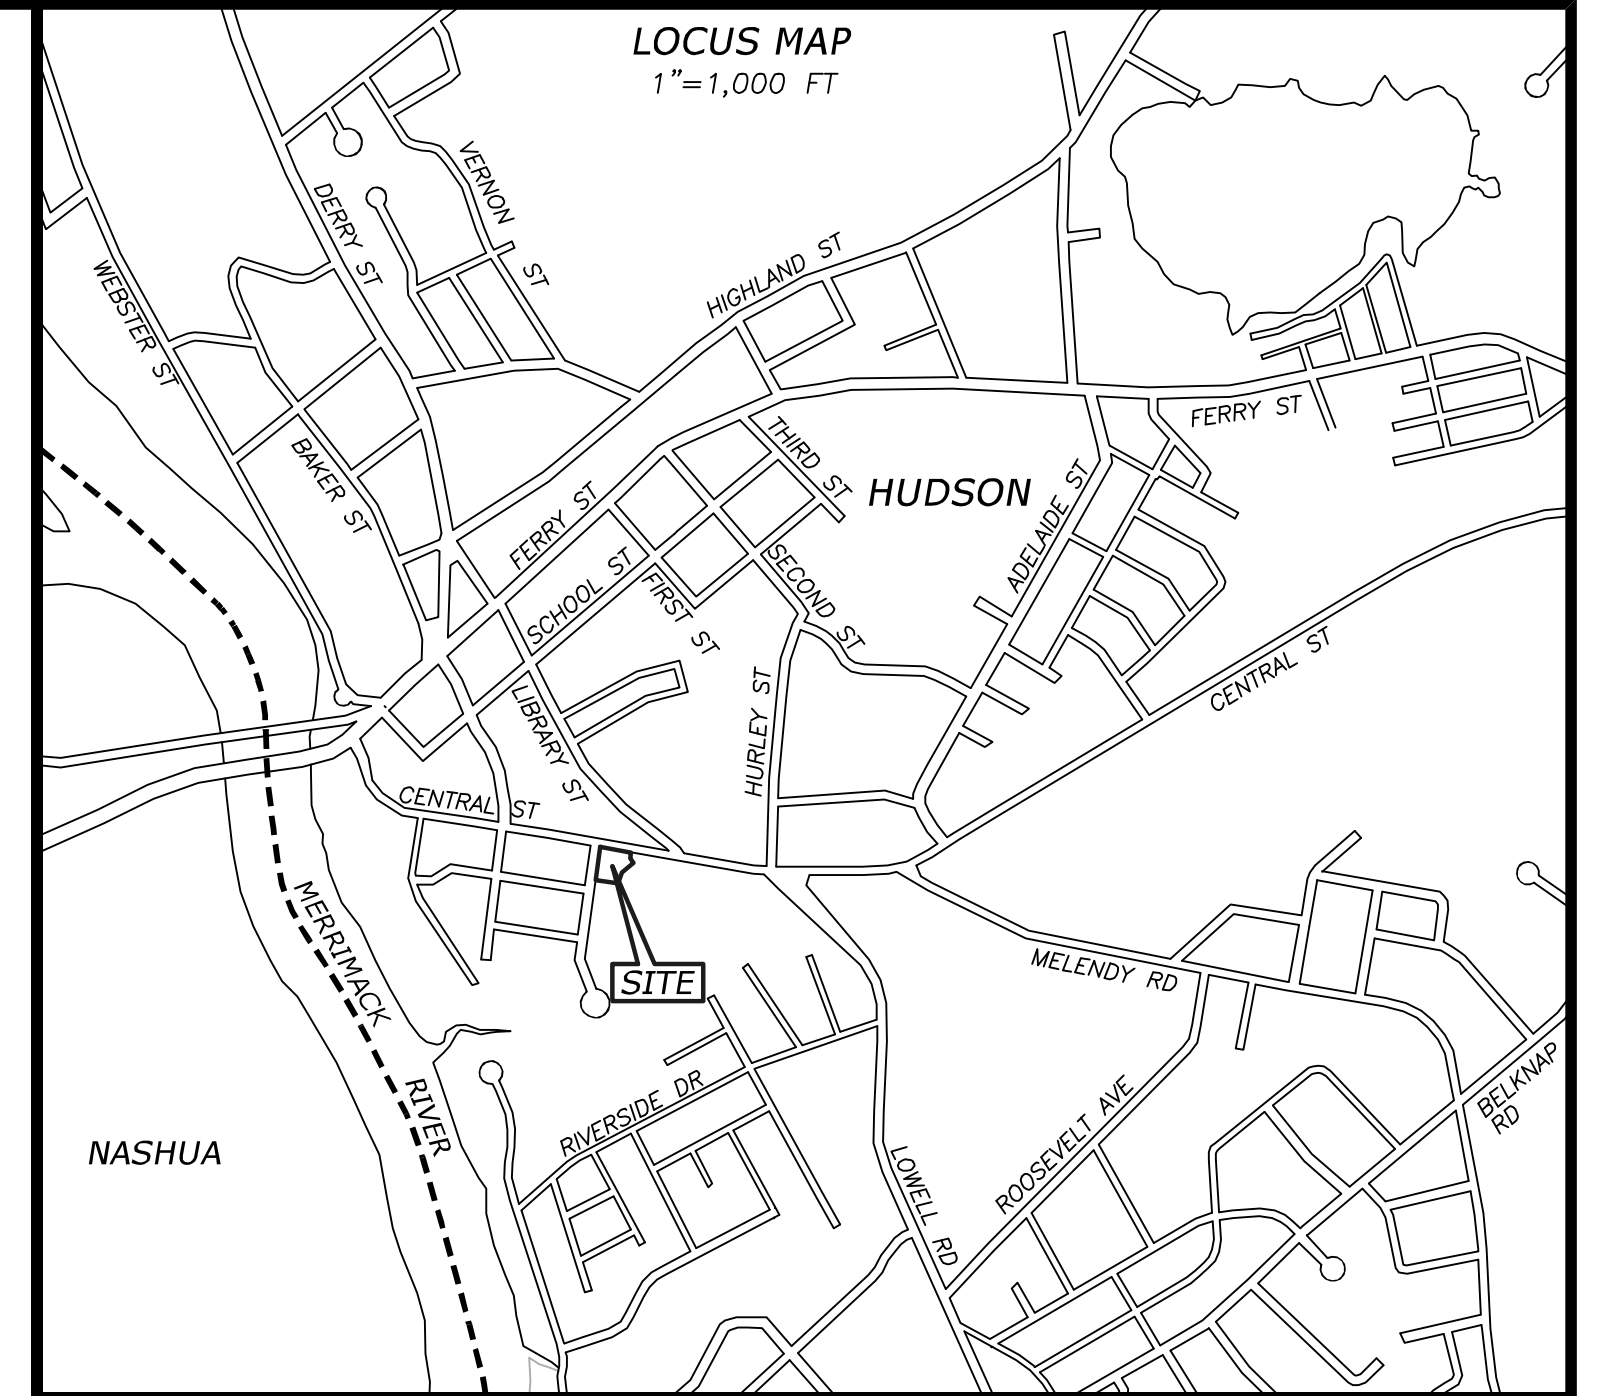 LOCUS MAP
1"=1,000 FT
VERNON ST
DERRY ST
HIGHLAND ST
WEBSTER ST
FERRY ST
THIRD ST
BAKER ST
HUDSON
ADELAIDE ST
FERRY ST
SCHOOL ST
FIRST ST
SECOND ST
CENTRAL ST
HURLEY ST
LIBRARY ST
CENTRAL ST
MERRIMACK RIVER
SITE
MELENDY RD
BELKNAP
RD
RIVERSIDE DR
ROOSEVELT AVE
NASHUA
LOWELL RD